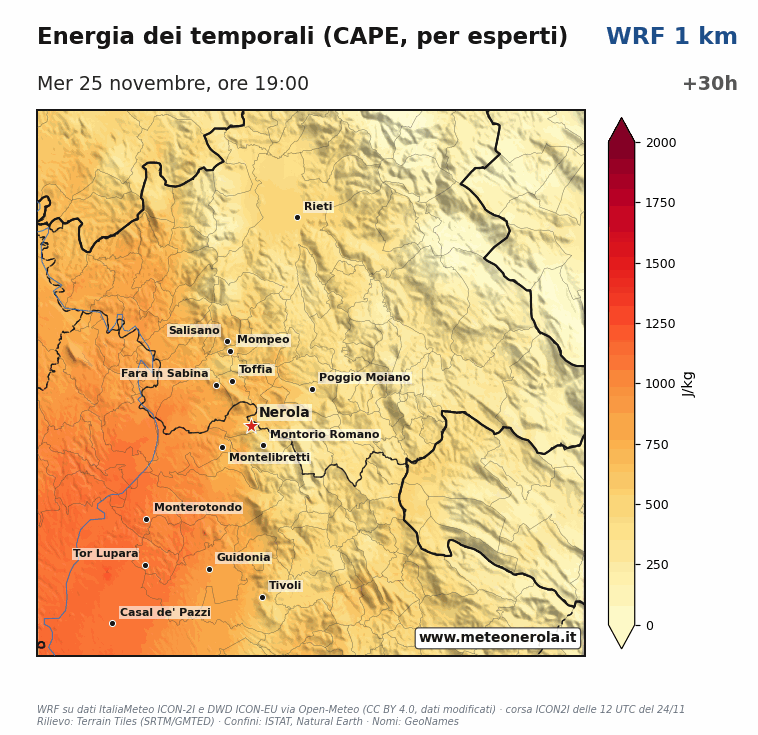 Energia dei temporali (CAPE, per esperti)
WRF 1 km
Mer 25 novembre, ore 19:00
+30h
Rieti
Salisano
Mompeo
Toffia
Fara in Sabina
Poggio Moiano
Nerola
Montorio Romano
Montelibretti
Monterotondo
Tor Lupara
Guidonia
Tivoli
Casal de' Pazzi
www.meteonerola.it
2000
1750
1500
1250
1000
750
500
250
0
J/kg
WRF su dati ItaliaMeteo ICON-2I e DWD ICON-EU via Open-Meteo (CC BY 4.0, dati modificati) · corsa ICON2I delle 12 UTC del 24/11
Rilievo: Terrain Tiles (SRTM/GMTED) · Confini: ISTAT, Natural Earth · Nomi: GeoNames